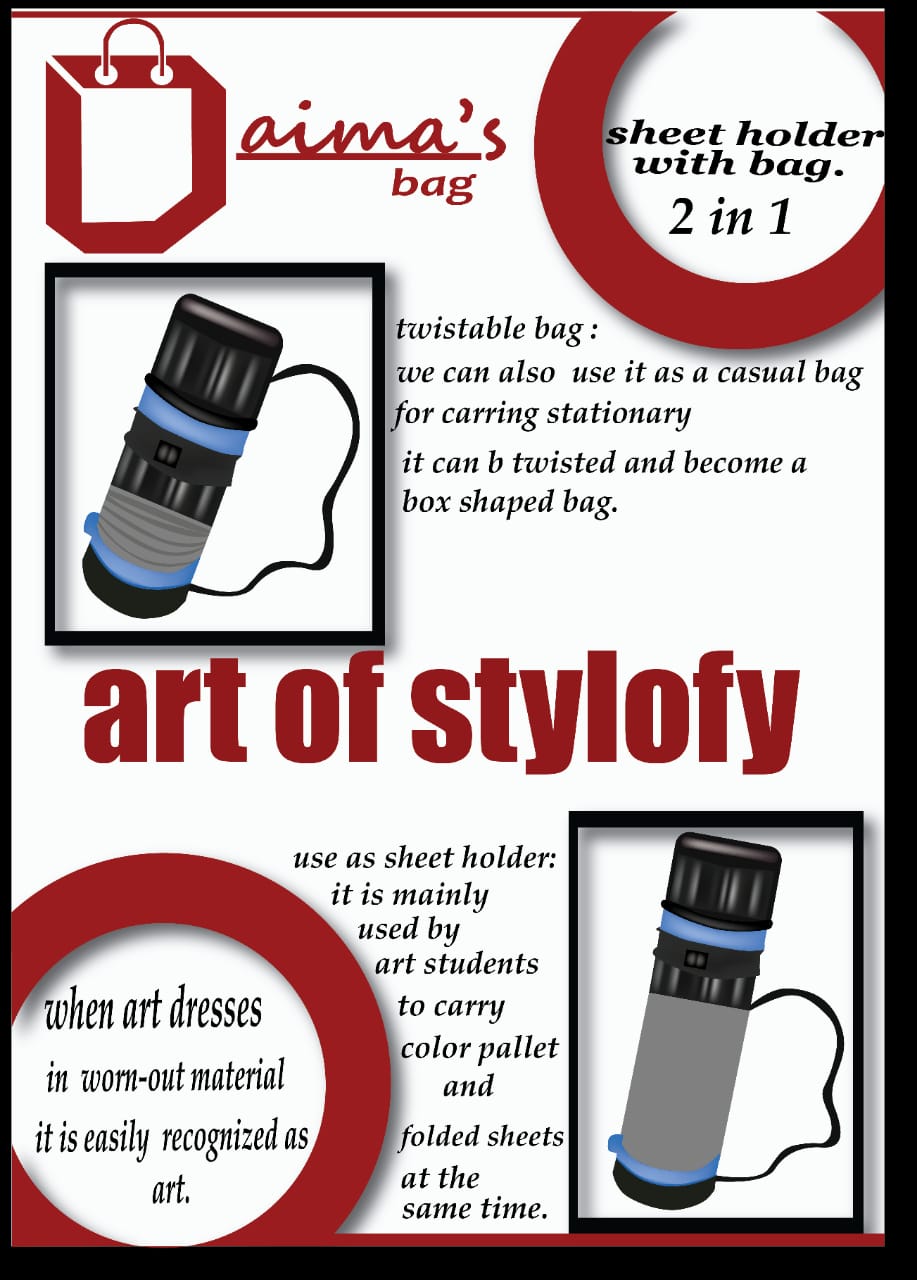 aima's
bag
sheet holder
with bag.
2 in 1
twistable bag :
we can also use it as a casual bag
for carring stationary
it can b twisted and become a
box shaped bag.
art of stylofy
use as sheet holder:
it is mainly
used by
art students
to carry
color pallet
and
folded sheets
at the
same time.
when art dresses
in worn-out material
it is easily recognized as
art.